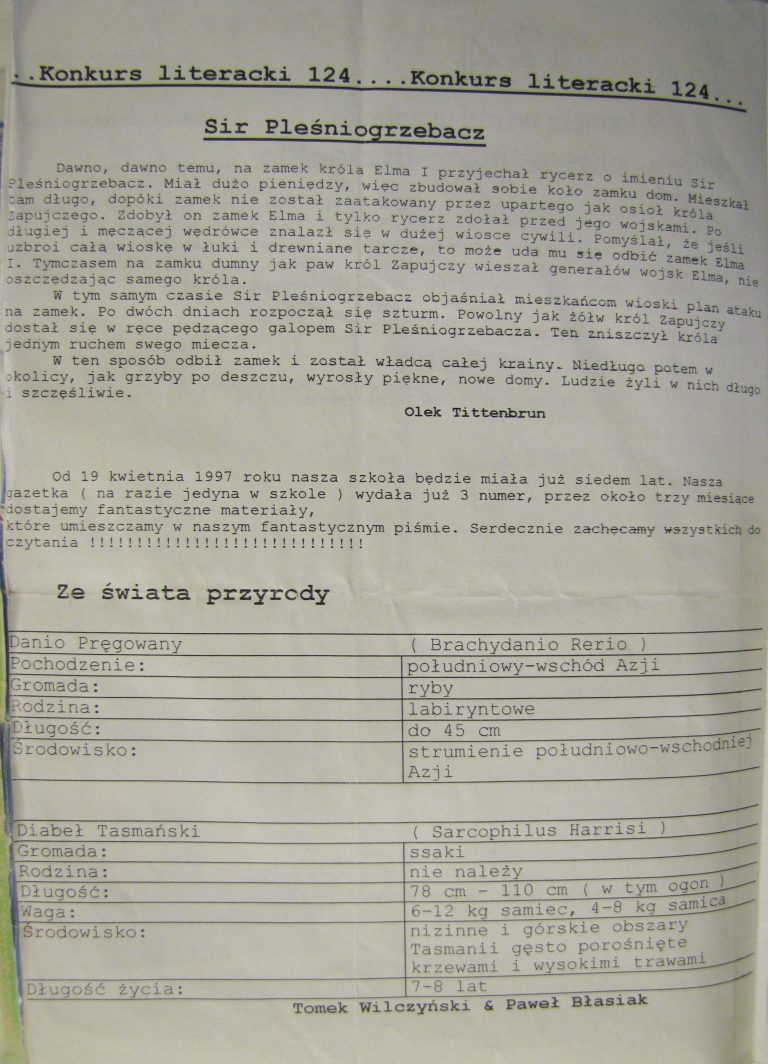 ..Konkurs literacki 124....Konkurs literacki 124...
Sir Pleśniogrzebacz
Dawno, dawno temu, na zamek króla Elma I przyjechał rycerz o imieniu Sir
Pleśniogrzebacz. Miał dużo pieniędzy, więc zbudował sobie koło zamku dom. Mieszkał
tam długo, dopóki zamek nie został zaatakowany przez upartego jak osioł króla
Zapujczego. Zdobył on zamek Elma i tylko rycerz zdołał przed jego wojskami. Po
długiej i męczącej wędrówce znalazł się w dużej wiosce cywili. Pomyślał, że jeśli
uzbroi całą wioskę w łuki i drewniane tarcze, to może uda mu się odbić zamek Elma
I. Tymczasem na zamku dumny jak paw król Zapujczy wieszał generałów wojsk Elma, nie
oszczędzając samego króla.
W tym samym czasie Sir Pleśniogrzebacz objaśniał mieszkańcom wioski plan ataku
na zamek. Po dwóch dniach rozpoczął się szturm. Powolny jak żółw król Zapujczy
dostał się w ręce pędzącego galopem Sir Pleśniogrzebacza. Ten zniszczył króla
jednym ruchem swego miecza.
W ten sposób odbił zamek i został władcą całej krainy. Niedługo potem w
okolicy, jak grzyby po deszczu, wyrosły piękne, nowe domy. Ludzie żyli w nich długo
i szczęśliwie.
Olek Tittenbrun
Od 19 kwietnia 1997 roku nasza szkoła będzie miała już siedem lat. Nasza
gazetka ( na razie jedyna w szkole ) wydała już 3 numer, przez około trzy miesiące
dostajemy fantastyczne materiały,
które umieszczamy w naszym fantastycznym piśmie. Serdecznie zachęcamy wszystkich do
czytania !!!!!!!!!!!!!!!!!!!!!!!!!!!!!
Ze świata przyrody
Danio Pręgowany ( Brachydanio Rerio )
Pochodzenie: południowy-wschód Azji
Gromada: ryby
Rodzina: labiryntowe
Długość: do 45 cm
Środowisko: strumienie południowo-wschodniej
Azji
Diabeł Tasmański ( Sarcophilus Harrisi )
Gromada: ssaki
Rodzina: nie należy
Długość: 78 cm - 110 cm ( w tym ogon )
Waga: 6-12 kg samiec, 4-8 kg samica
Środowisko: nizinne i górskie obszary
Tasmanii gęsto porośnięte
krzewami i wysokimi trawami
Długość życia: 7-8 lat
Tomek Wilczyński & Paweł Błasiak